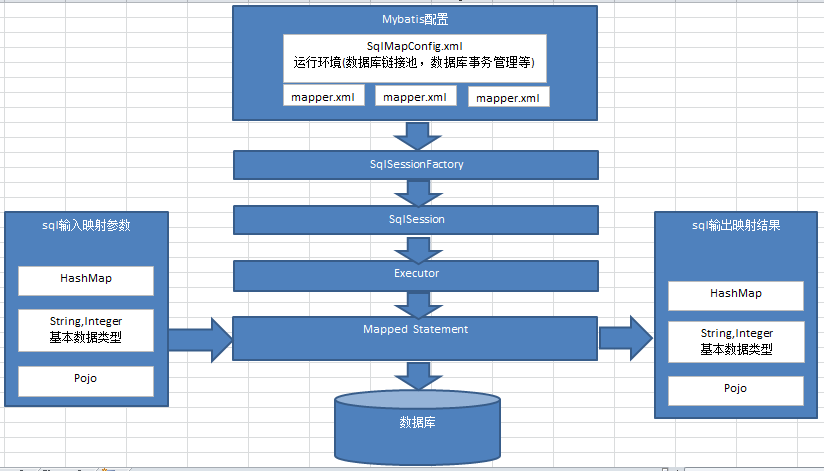 Mybatis配置
SqlMapConfig.xml
运行环境(数据库链接池，数据库事务管理等)
mapper.xml
mapper.xml
mapper.xml
SqlSessionFactory
SqlSession
Executor
Mapped Statement
数据库
sql输入映射参数
HashMap
String,Integer
基本数据类型
Pojo
sql输出映射结果
HashMap
String,Integer
基本数据类型
Pojo